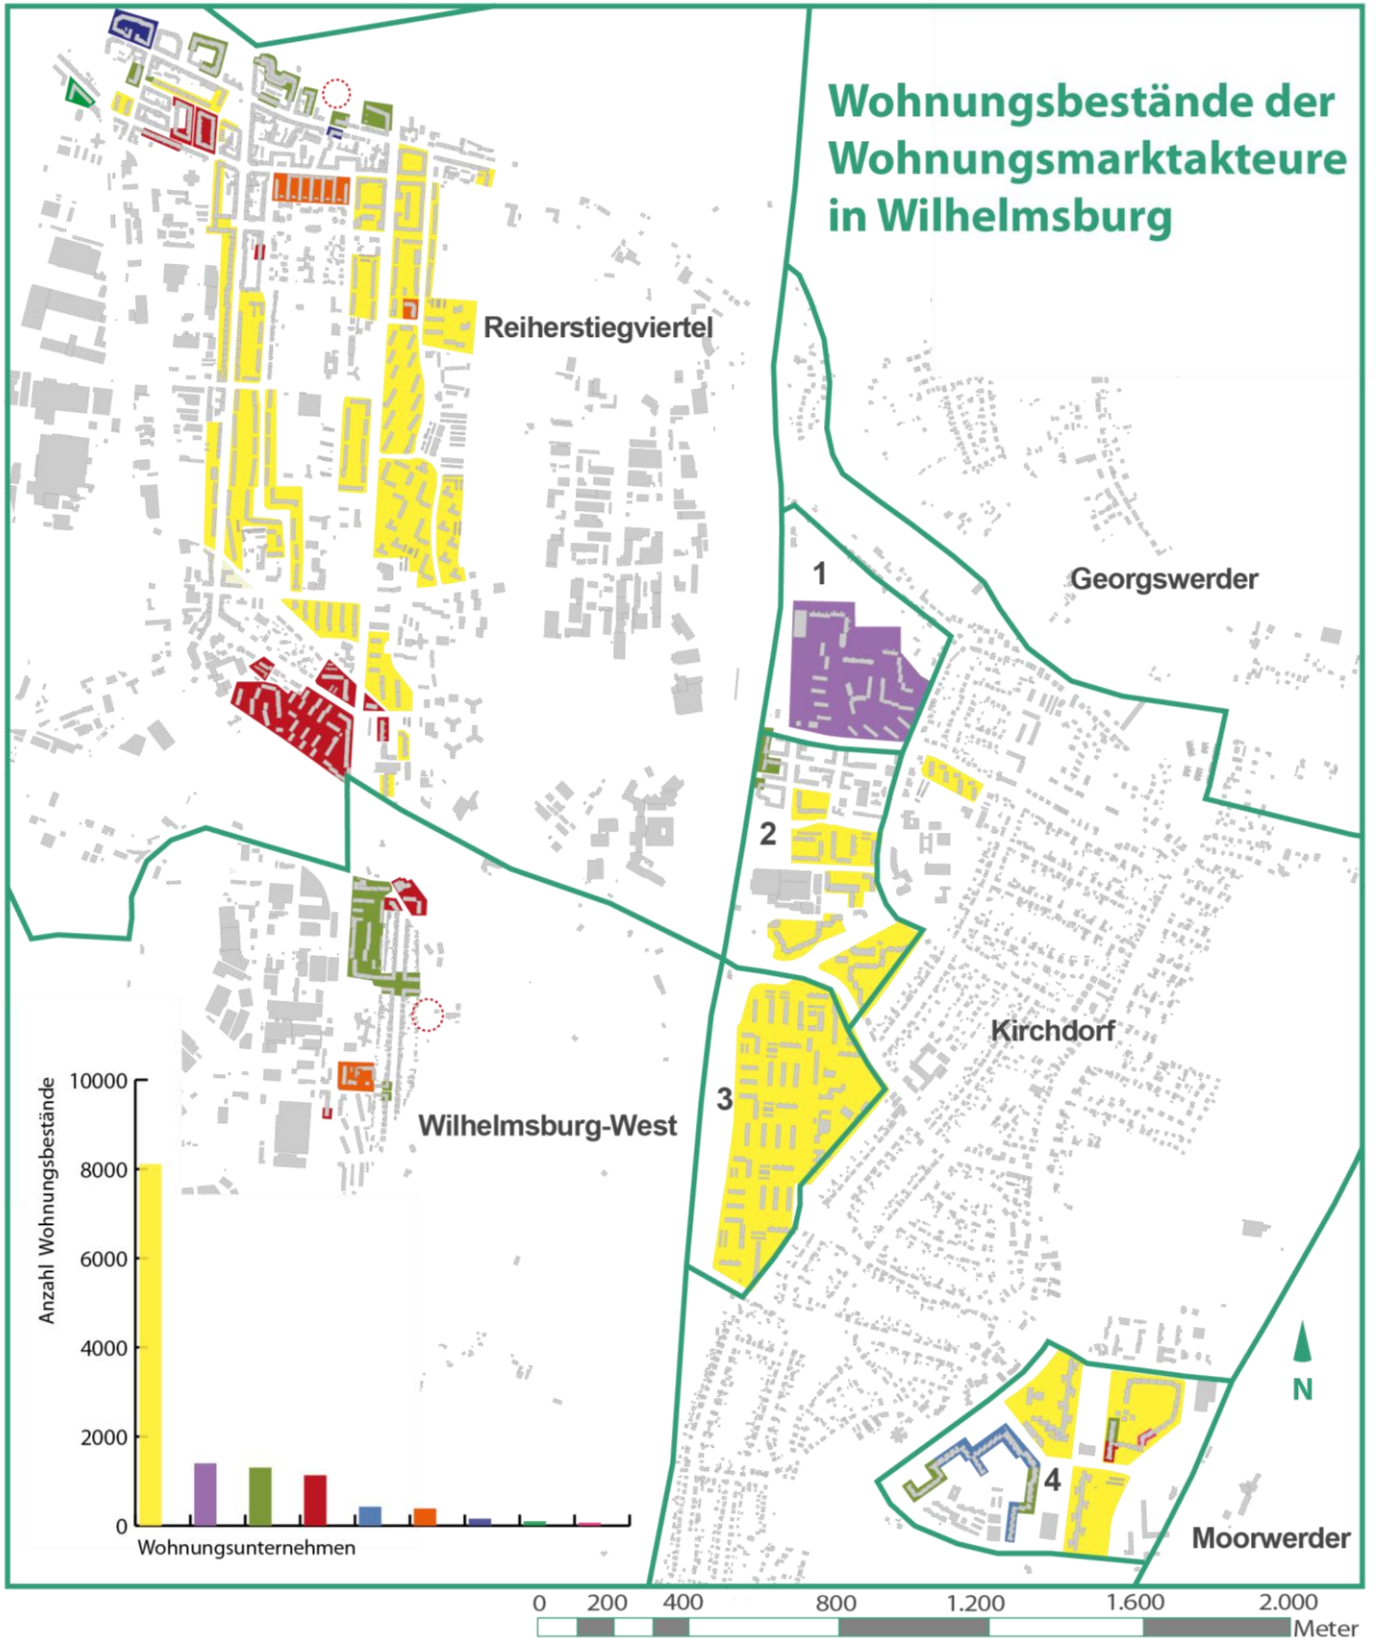 Wohnungsbestände der
Wohnungsmarktakteure
in Wilhelmsburg
Reiherstiegviertel
1
Georgswerder
2
Kirchdorf
3
Wilhelmsburg-West
4
Moorwerder
N
Anzahl Wohnungsbestände
10000
8000
6000
4000
2000
0
Wohnungsunternehmen
0 200 400 800 1.200 1.600 2.000
Meter